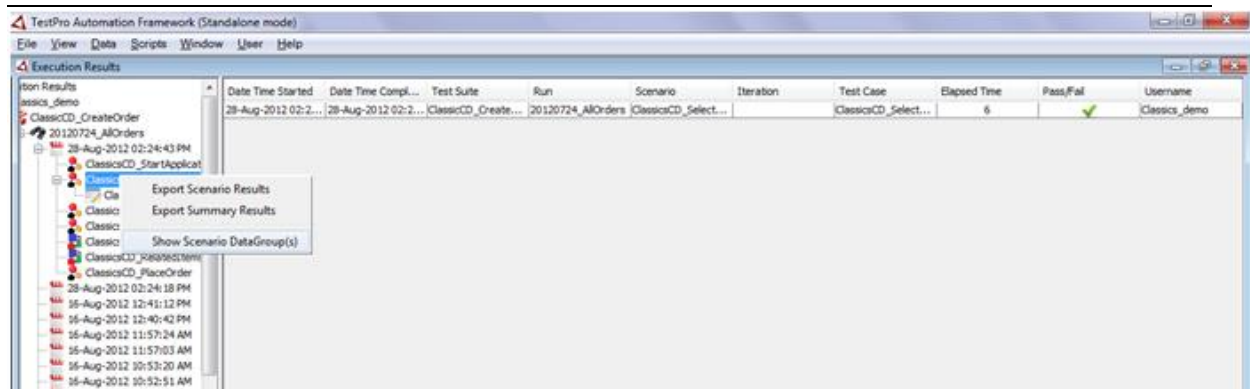 TestPro Automation Framework (Standalone mode)
File View Data Scripts Window User Help
Execution Results
ition Results
assics_demo
ClassicCD_CreateOrder
20120724_AllOrders
28-Aug-2012 02:24:43 PM
ClassicsCD_StartApplicat
Classics
Cla
Classic:
Classic:
Classic:
ClassicsCD_RelatedItems
ClassicsCD_PlaceOrder
28-Aug-2012 02:24:18 PM
16-Aug-2012 12:41:12 PM
16-Aug-2012 12:40:42 PM
16-Aug-2012 11:57:24 AM
16-Aug-2012 11:57:03 AM
16-Aug-2012 10:53:20 AM
16-Aug-2012 10:52:51 AM
Export Scenario Results
Export Summary Results
Show Scenario DataGroup(s)
Date Time Started Date Time Compl... Test Suite Run Scenario Iteration Test Case Elapsed Time Pass/Fail Username
28-Aug-2012 02:2... 28-Aug-2012 02:2... ClassicCD_Create... 20120724_AllOrders ClassicsCD_Select... ClassicsCD_Select... 6 Classics_demo